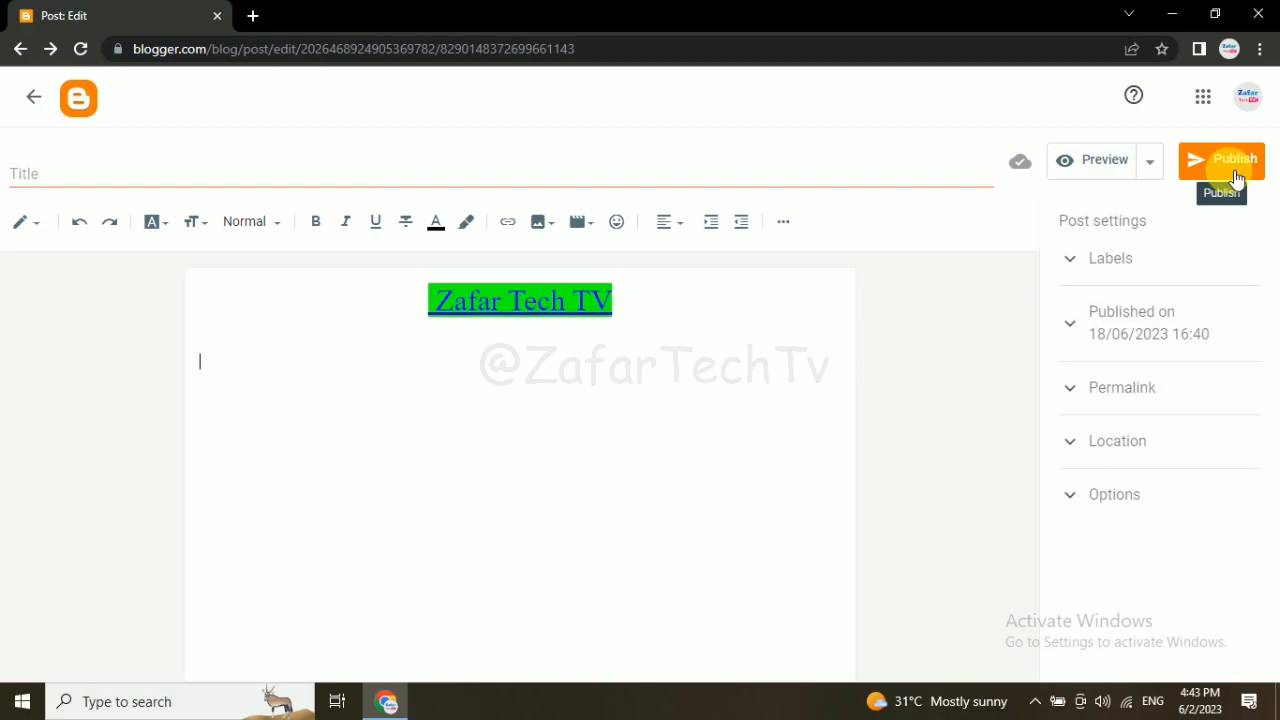 Post: Edit
blogger.com/blog/post/edit/2026468924905369782/8290148372699661143
Title
Preview
Publish
Publish
Normal
Post settings
Labels
Zafar Tech TV
Published on
18/06/2023 16:40
@ZafarTechTv
Permalink
Location
Options
Activate Windows
Go to Settings to activate Windows.
Type to search
31°C Mostly sunny
ENG
4:43 PM
6/2/2023